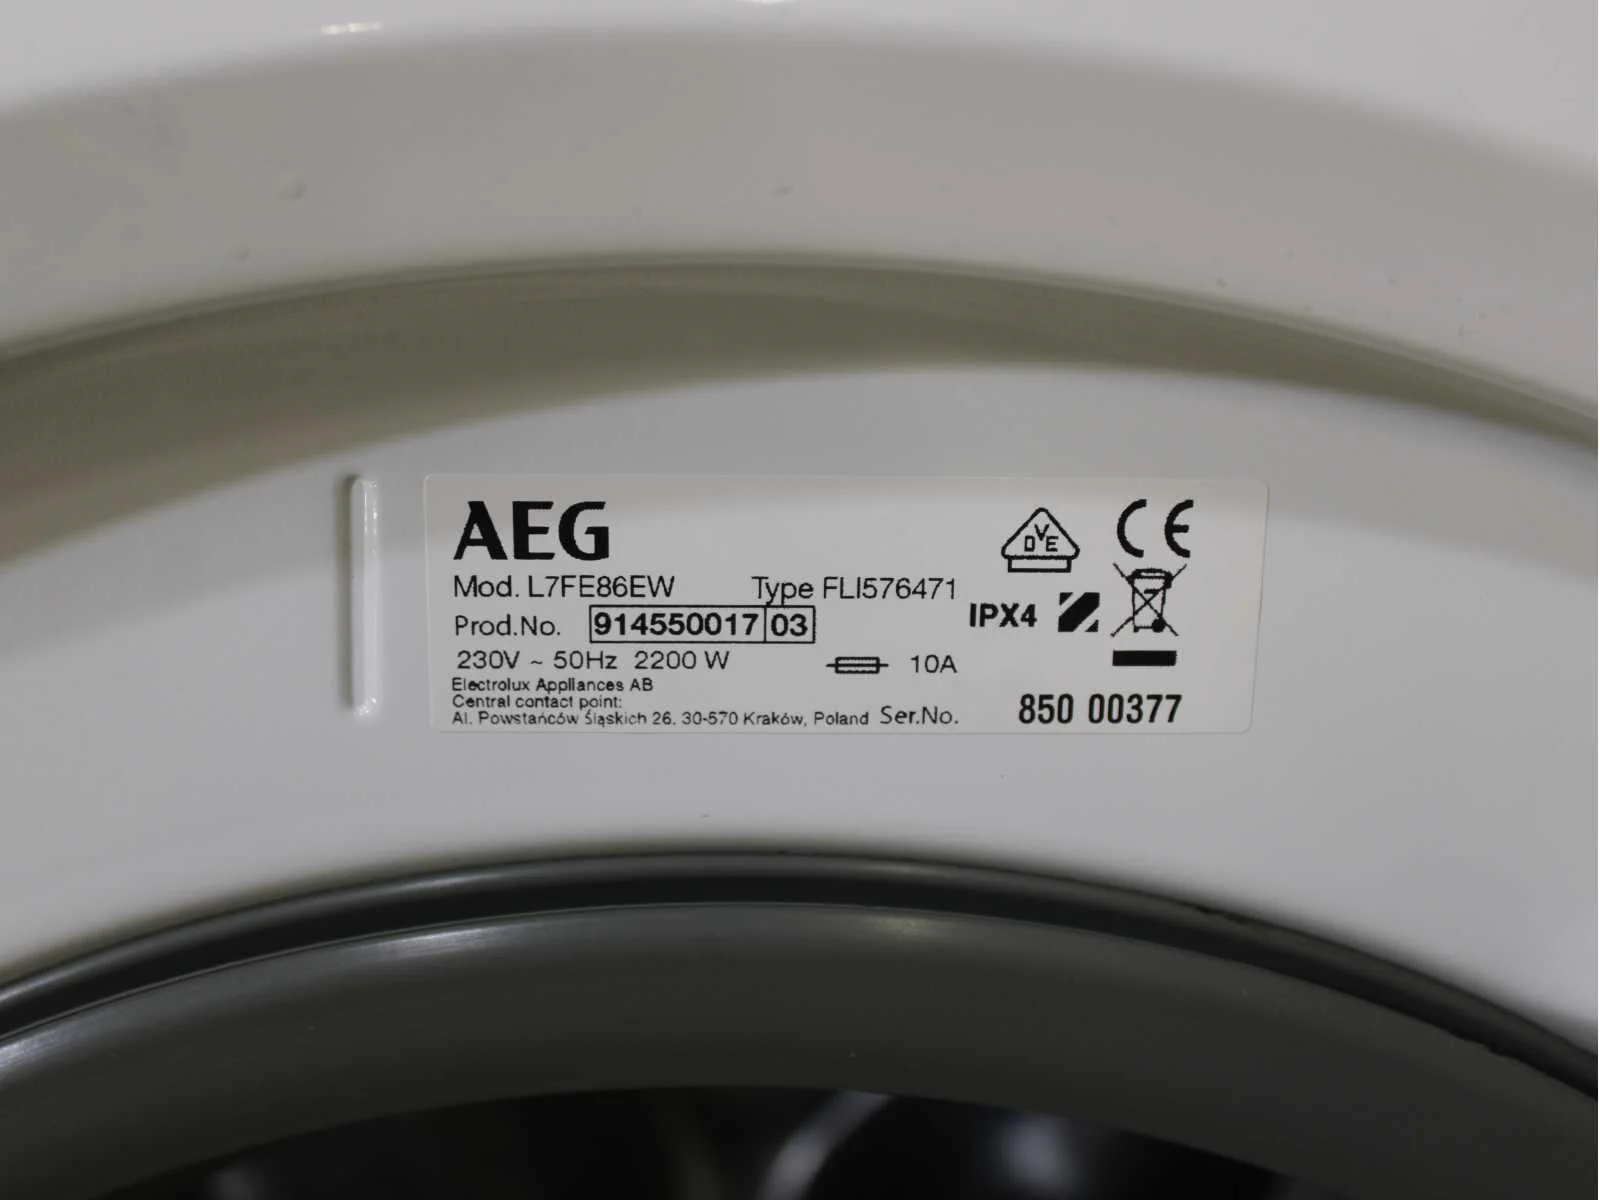 AEG
DVE CE
Mod. L7FE86EW Type FLI576471
Prod.No. 914550017 03 IPX4
230V ~ 50Hz 2200 W 10A
Electrolux Appliances AB
Central contact point:
Al. Powstańców Śląskich 26. 30-570 Kraków, Poland Ser.No. 850 00377